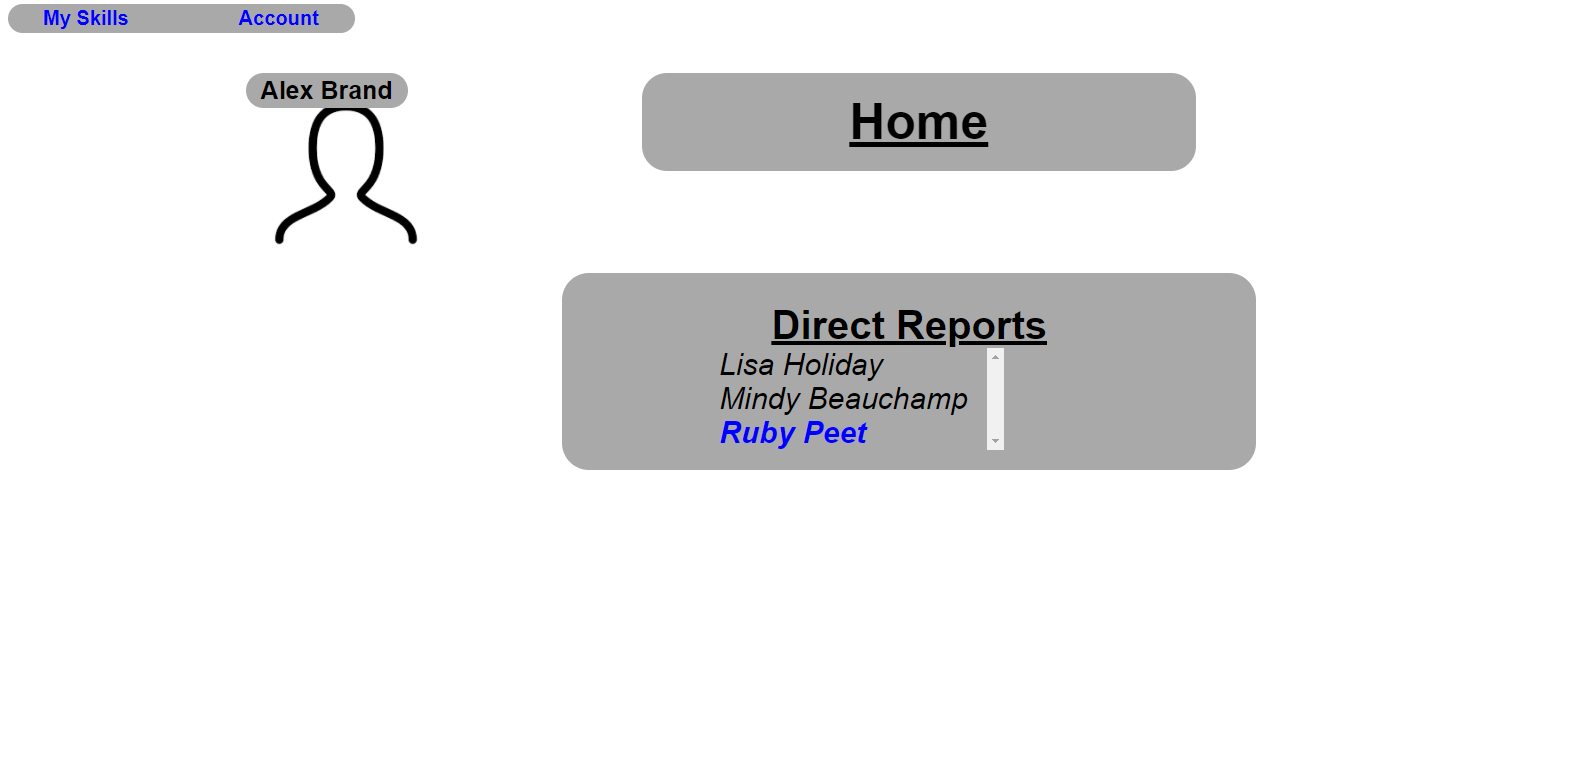 My Skills Account
Alex Brand
Home
Direct Reports
Lisa Holiday
Mindy Beauchamp
Ruby Peet